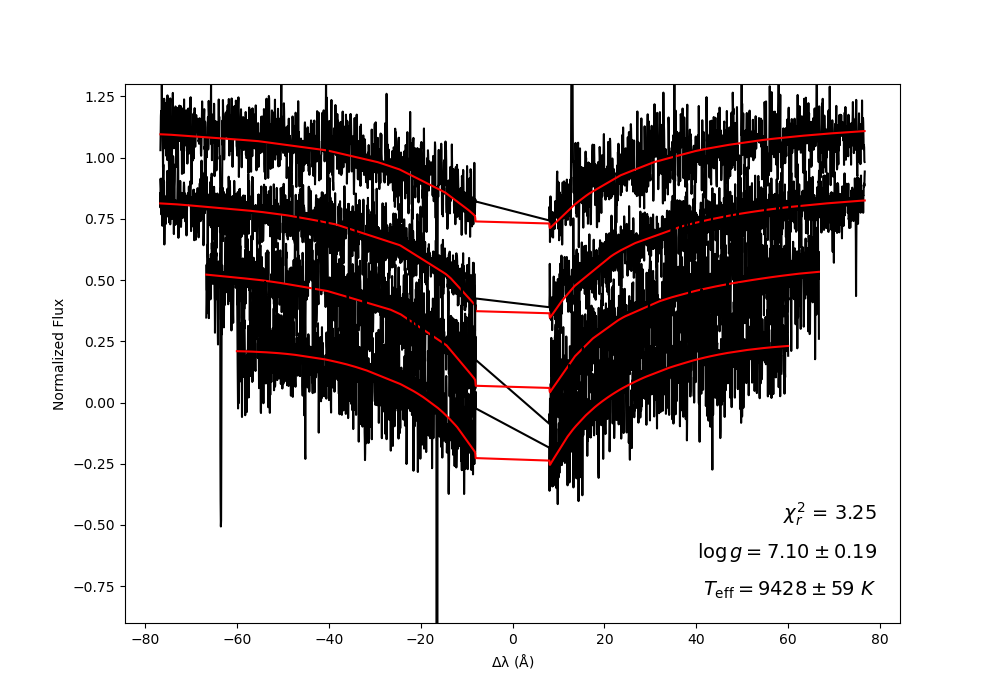 1.25
1.00
0.75
0.50
0.25
0.00
−0.25
−0.50
−0.75
Normalized Flux
χ²ᵣ = 3.25
log g = 7.10 ± 0.19
T_eff = 9428 ± 59 K
−80 −60 −40 −20 0 20 40 60 80
Δλ (Å)